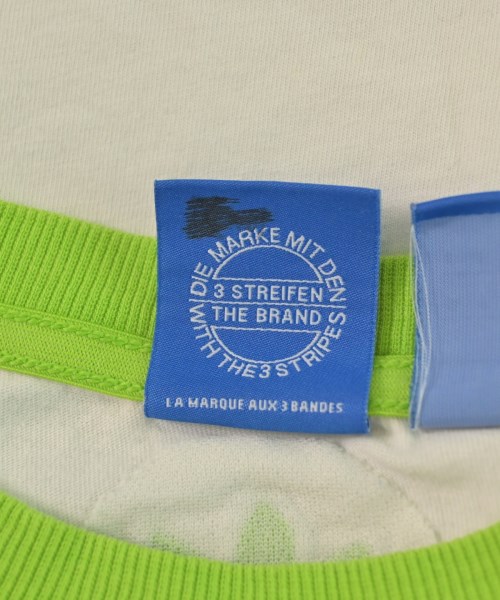 DIE MARKE MIT DEN
3 STREIFEN
THE BRAND
WITH THE 3 STRIPES
LA MARQUE AUX 3 BANDES